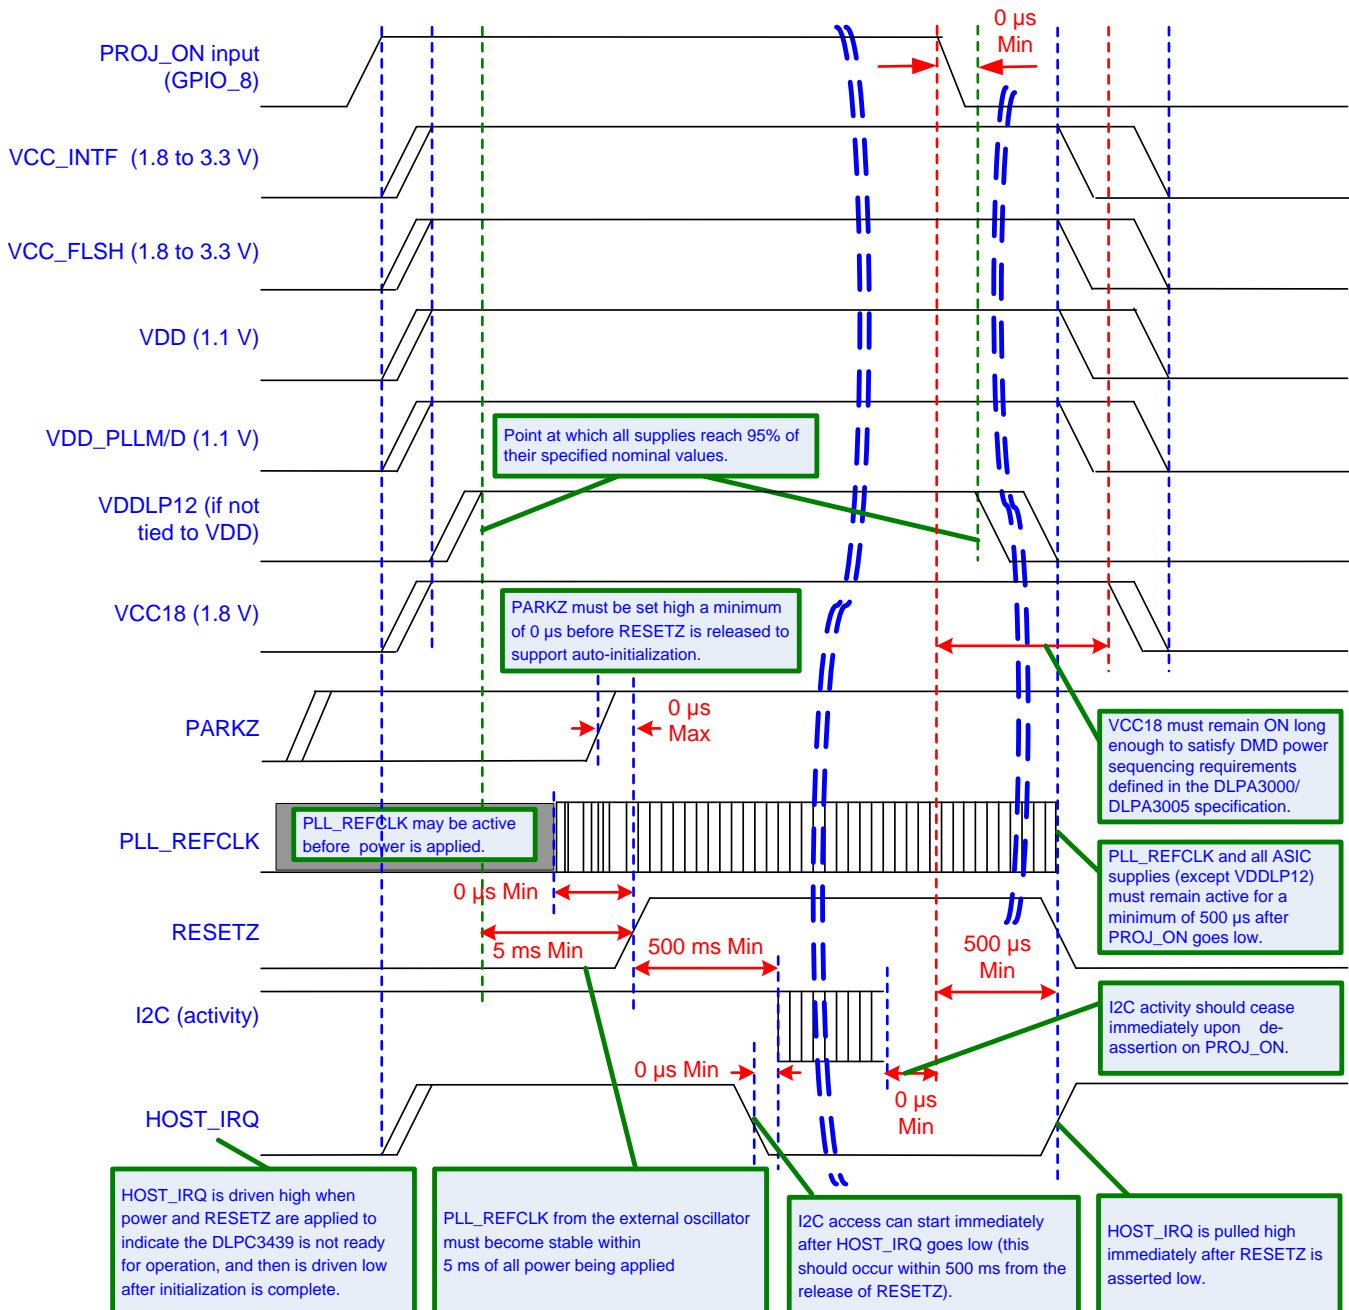 0 µs
Min
PROJ_ON input
(GPIO_8)
VCC_INTF (1.8 to 3.3 V)
VCC_FLSH (1.8 to 3.3 V)
VDD (1.1 V)
VDD_PLLM/D (1.1 V)
Point at which all supplies reach 95% of
their specified nominal values.
VDDLP12 (if not
tied to VDD)
VCC18 (1.8 V)
PARKZ must be set high a minimum
of 0 µs before RESETZ is released to
support auto-initialization.
PARKZ
0 µs
Max
VCC18 must remain ON long
enough to satisfy DMD power
sequencing requirements
defined in the DLPA3000/
DLPA3005 specification.
PLL_REFCLK
PLL_REFCLK may be active
before power is applied.
PLL_REFCLK and all ASIC
supplies (except VDDLP12)
must remain active for a
minimum of 500 µs after
PROJ_ON goes low.
0 µs Min
RESETZ
5 ms Min
500 ms Min
500 µs
Min
I2C (activity)
I2C activity should cease
immediately upon de-
assertion on PROJ_ON.
0 µs Min
0 µs
Min
HOST_IRQ
HOST_IRQ is driven high when
power and RESETZ are applied to
indicate the DLPC3439 is not ready
for operation, and then is driven low
after initialization is complete.
PLL_REFCLK from the external oscillator
must become stable within
5 ms of all power being applied
I2C access can start immediately
after HOST_IRQ goes low (this
should occur within 500 ms from the
release of RESETZ).
HOST_IRQ is pulled high
immediately after RESETZ is
asserted low.